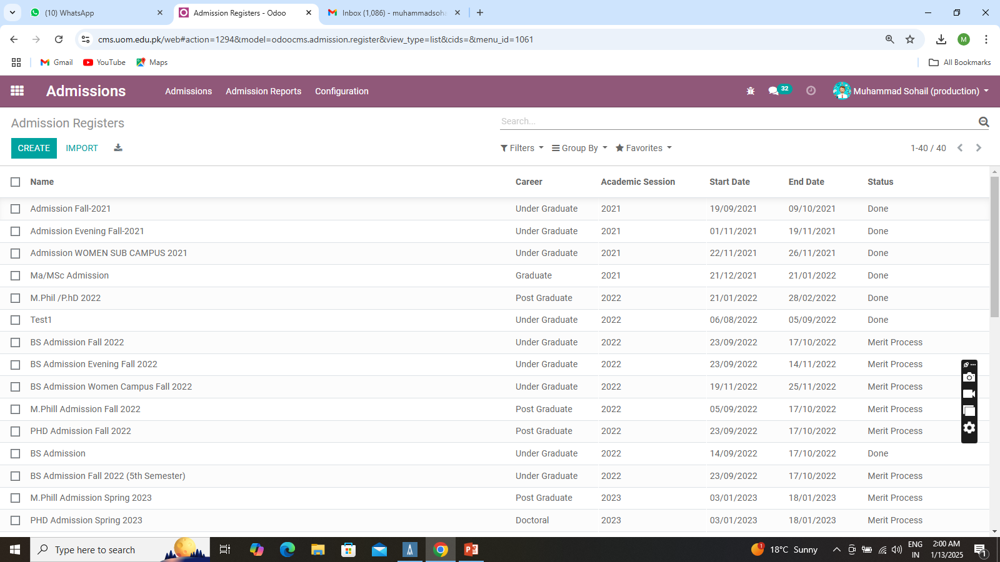 (10) WhatsApp
Admission Registers - Odoo
Inbox (1,086) - muhammadsoha
cms.uom.edu.pk/web#action=1294&model=odoocms.admission.register&view_type=list&cids=&menu_id=1061
M
Gmail
YouTube
Maps
All Bookmarks
Admissions
Admissions
Admission Reports
Configuration
32
Muhammad Sohail (production)
Admission Registers
Search...
CREATE
IMPORT
Filters
Group By
Favorites
1-40 / 40
Name Career Academic Session Start Date End Date Status
Admission Fall-2021 Under Graduate 2021 19/09/2021 09/10/2021 Done
Admission Evening Fall-2021 Under Graduate 2021 01/11/2021 19/11/2021 Done
Admission WOMEN SUB CAMPUS 2021 Under Graduate 2021 22/11/2021 26/11/2021 Done
Ma/MSc Admission Graduate 2021 21/12/2021 21/01/2022 Done
M.Phil /P.hD 2022 Post Graduate 2022 21/01/2022 28/02/2022 Done
Test1 Under Graduate 2022 06/08/2022 05/09/2022 Done
BS Admission Fall 2022 Under Graduate 2022 23/09/2022 17/10/2022 Merit Process
BS Admission Evening Fall 2022 Under Graduate 2022 23/09/2022 14/11/2022 Merit Process
BS Admission Women Campus Fall 2022 Under Graduate 2022 19/11/2022 25/11/2022 Merit Process
M.Phill Admission Fall 2022 Post Graduate 2022 05/09/2022 17/10/2022 Merit Process
PHD Admission Fall 2022 Post Graduate 2022 23/09/2022 17/10/2022 Merit Process
BS Admission Under Graduate 2022 14/09/2022 17/10/2022 Done
BS Admission Fall 2022 (5th Semester) Under Graduate 2022 23/09/2022 17/10/2022 Merit Process
M.Phill Admission Spring 2023 Post Graduate 2023 03/01/2023 18/01/2023 Merit Process
PHD Admission Spring 2023 Doctoral 2023 03/01/2023 18/01/2023 Merit Process
Type here to search
1
18°C Sunny
ENG
IN
2:00 AM
1/13/2025
1